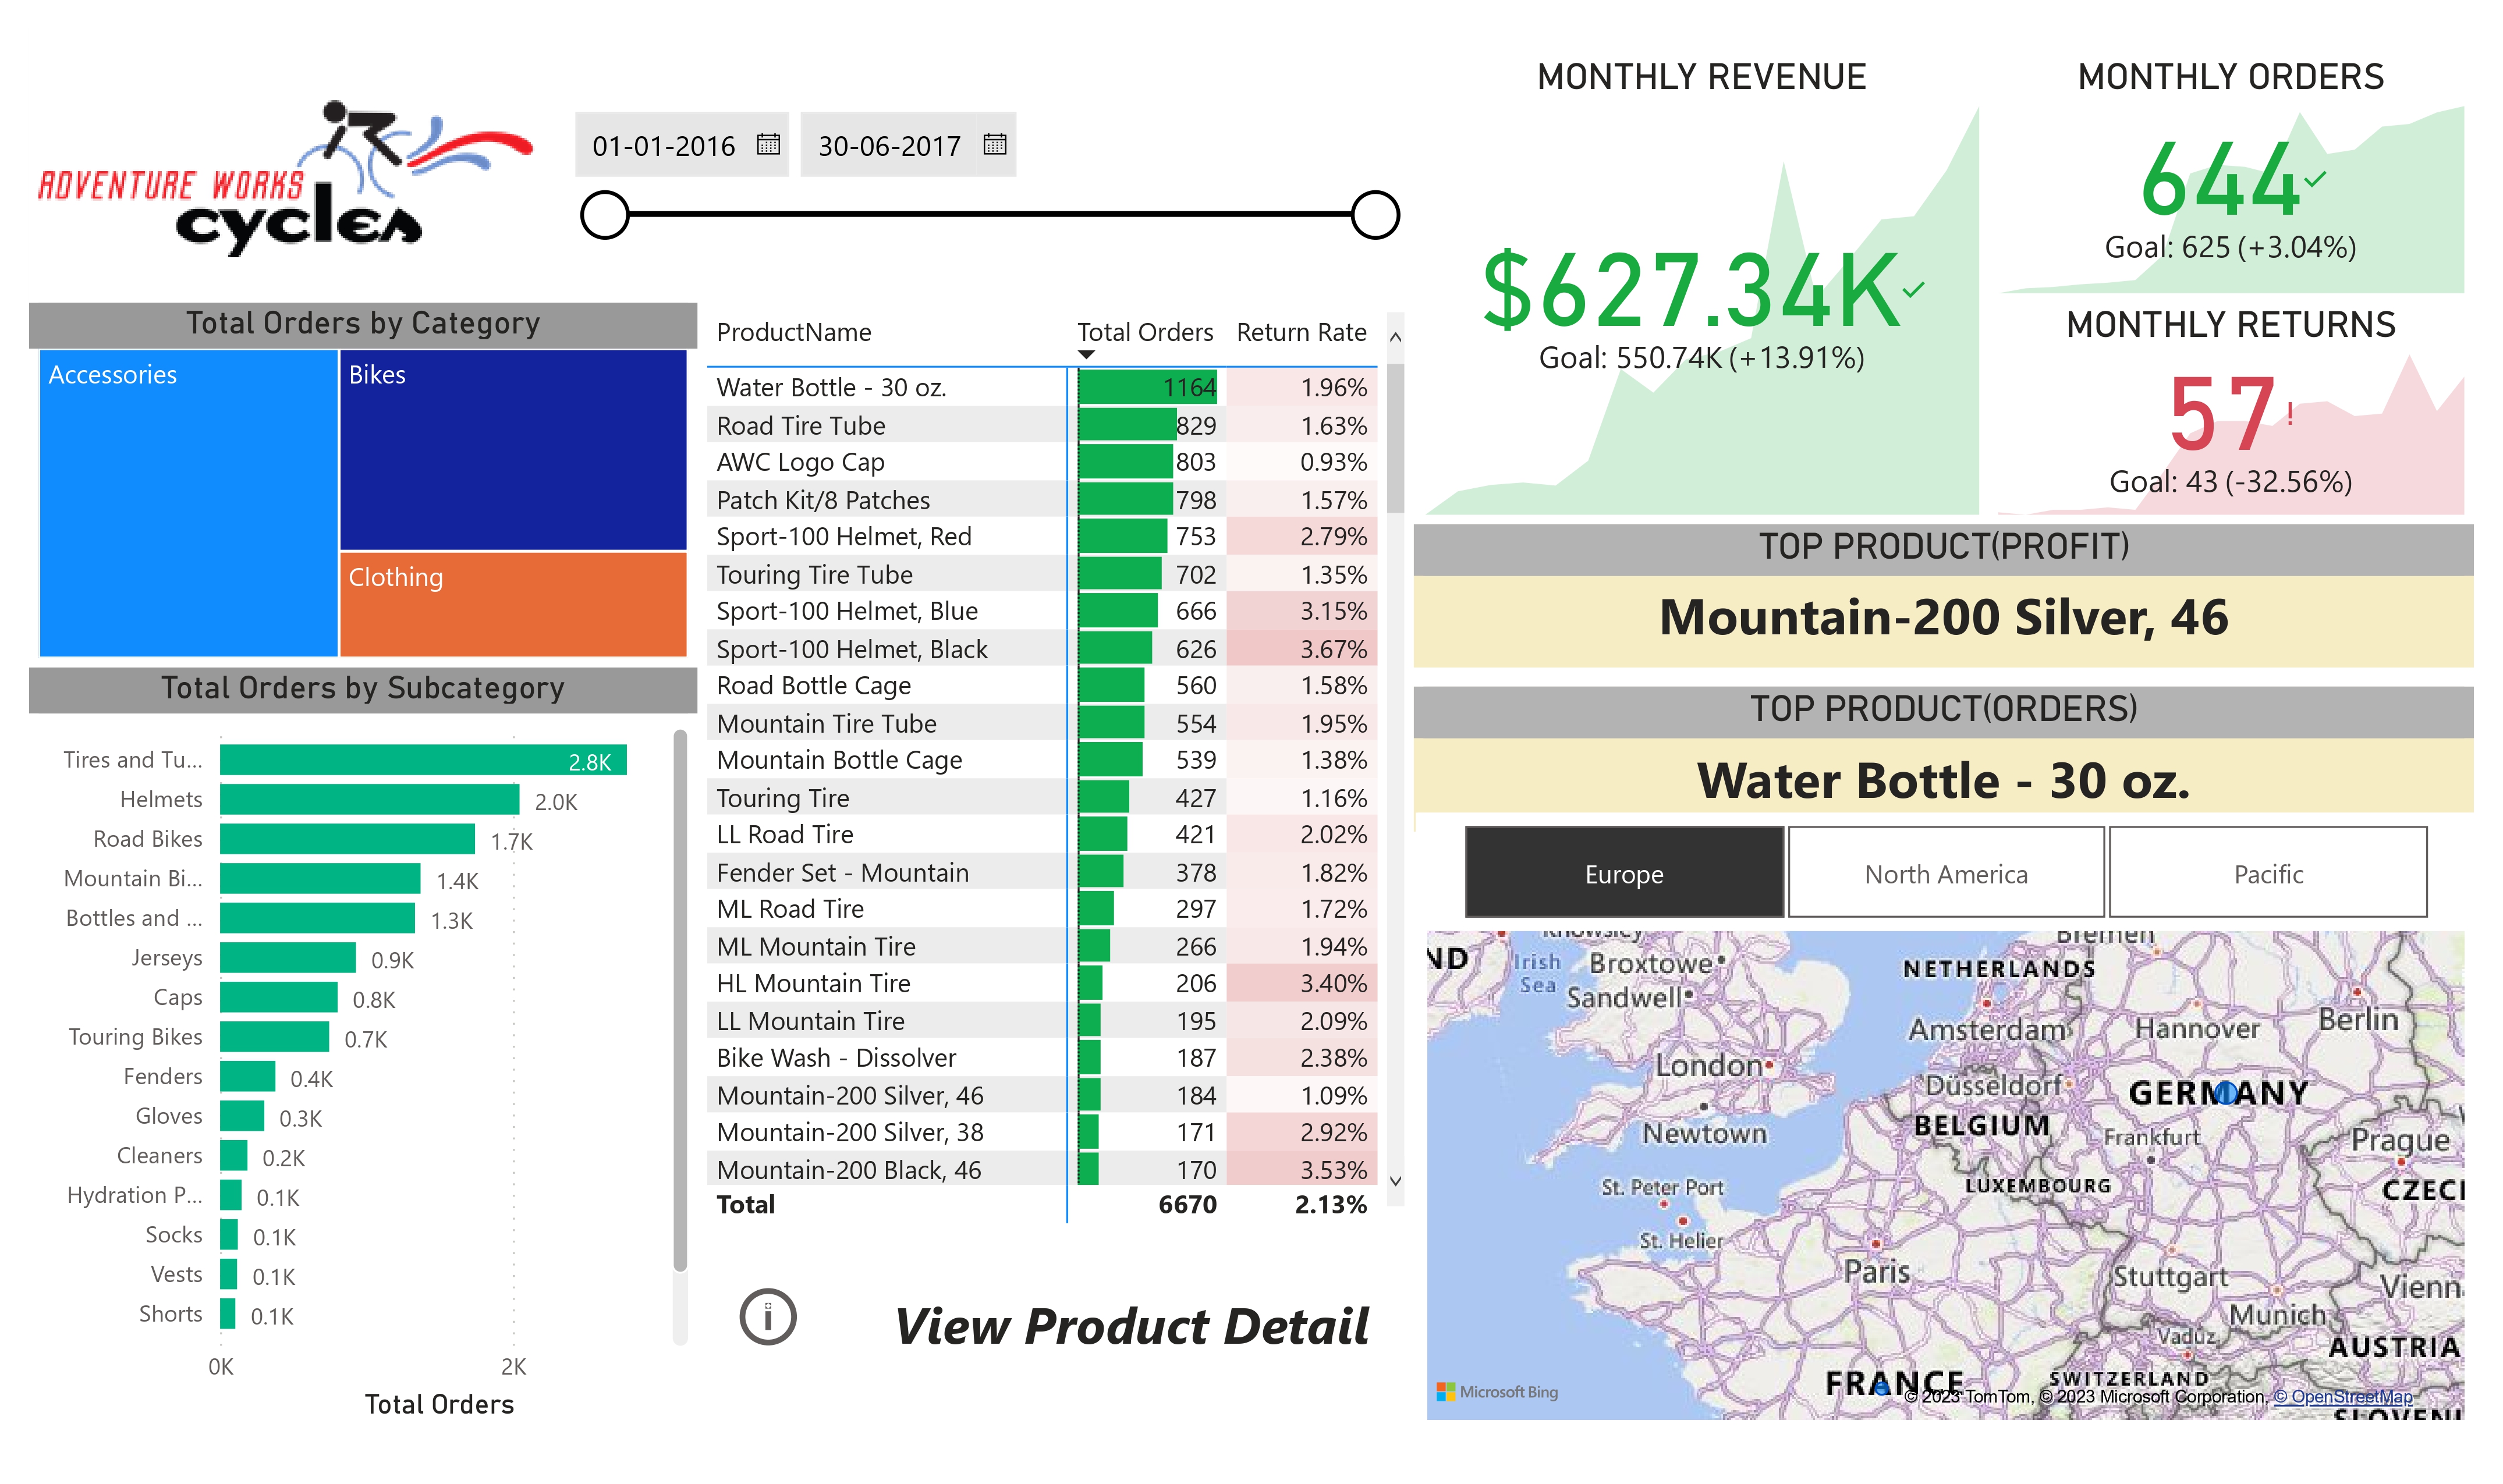 ADVENTURE WORKS
cycles
01-01-2016
30-06-2017
Total Orders by Category
Accessories
Bikes
Clothing
Total Orders by Subcategory
Tires and Tu... 2.8K
Helmets 2.0K
Road Bikes 1.7K
Mountain Bi... 1.4K
Bottles and ... 1.3K
Jerseys 0.9K
Caps 0.8K
Touring Bikes 0.7K
Fenders 0.4K
Gloves 0.3K
Cleaners 0.2K
Hydration P... 0.1K
Socks 0.1K
Vests 0.1K
Shorts 0.1K
0K 2K
Total Orders
ProductName Total Orders Return Rate
Water Bottle - 30 oz. 1164 1.96%
Road Tire Tube 829 1.63%
AWC Logo Cap 803 0.93%
Patch Kit/8 Patches 798 1.57%
Sport-100 Helmet, Red 753 2.79%
Touring Tire Tube 702 1.35%
Sport-100 Helmet, Blue 666 3.15%
Sport-100 Helmet, Black 626 3.67%
Road Bottle Cage 560 1.58%
Mountain Tire Tube 554 1.95%
Mountain Bottle Cage 539 1.38%
Touring Tire 427 1.16%
LL Road Tire 421 2.02%
Fender Set - Mountain 378 1.82%
ML Road Tire 297 1.72%
ML Mountain Tire 266 1.94%
HL Mountain Tire 206 3.40%
LL Mountain Tire 195 2.09%
Bike Wash - Dissolver 187 2.38%
Mountain-200 Silver, 46 184 1.09%
Mountain-200 Silver, 38 171 2.92%
Mountain-200 Black, 46 170 3.53%
Total 6670 2.13%
View Product Detail
MONTHLY REVENUE
$627.34K
Goal: 550.74K (+13.91%)
MONTHLY ORDERS
644
Goal: 625 (+3.04%)
MONTHLY RETURNS
57!
Goal: 43 (-32.56%)
TOP PRODUCT(PROFIT)
Mountain-200 Silver, 46
TOP PRODUCT(ORDERS)
Water Bottle - 30 oz.
Europe
North America
Pacific
Knowsley
Bremen
ND
Irish
Sea
Broxtowe
NETHERLANDS
Sandwell
Amsterdam
Hannover
Berlin
London
Düsseldorf
GERMANY
Newtown
BELGIUM
Frankfurt
Prague
St. Peter Port
LUXEMBOURG
CZECH
St. Helier
Paris
Stuttgart
Vienn
Munich
Vaduz
AUSTRIA
FRANCE
SWITZERLAND
Microsoft Bing
© 2023 TomTom, © 2023 Microsoft Corporation, © OpenStreetMap
SLOVENI